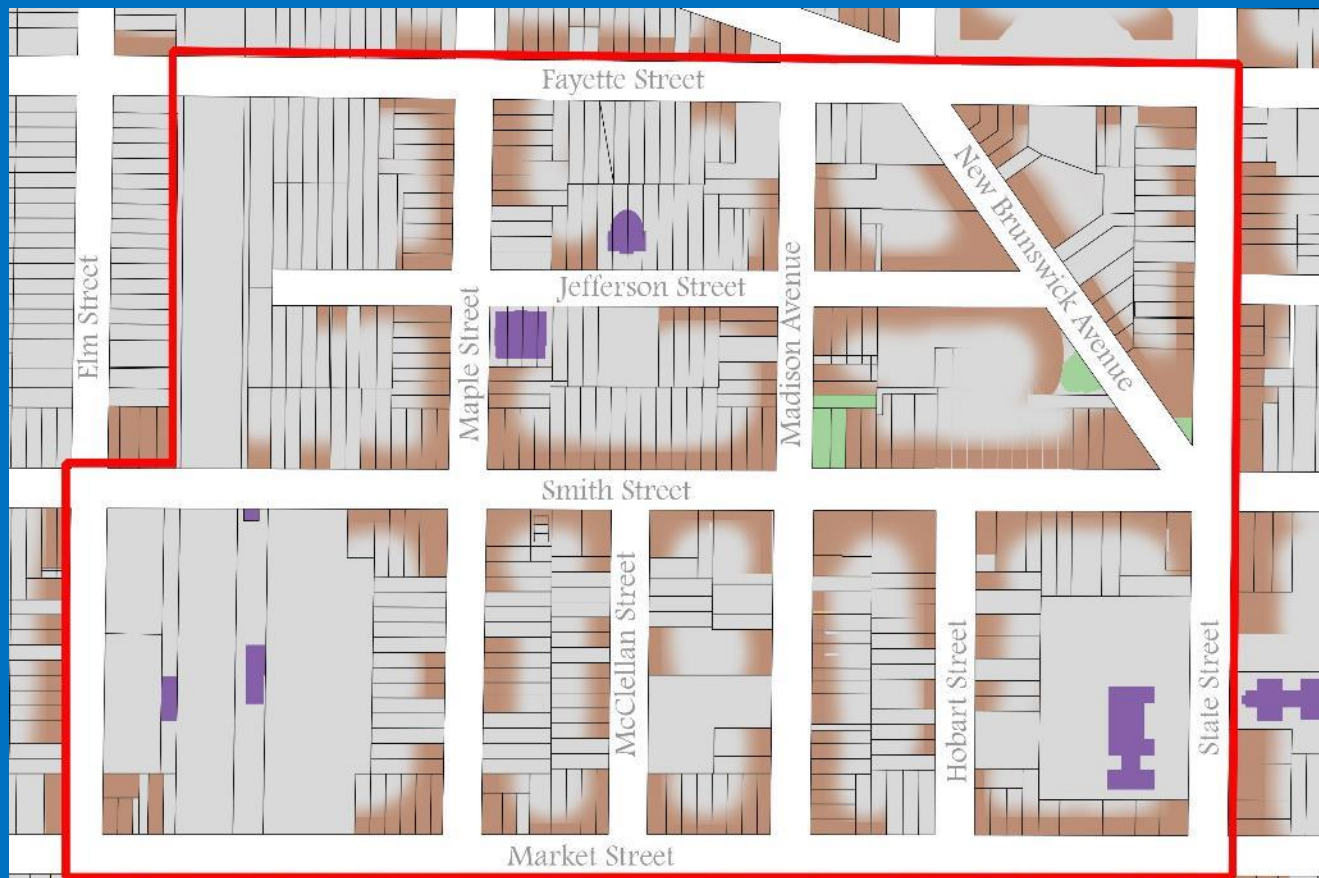 Fayette Street
New Brunswick Avenue
Jefferson Street
Elm Street
Maple Street
Madison Avenue
Smith Street
McClellan Street
Hobart Street
State Street
Market Street